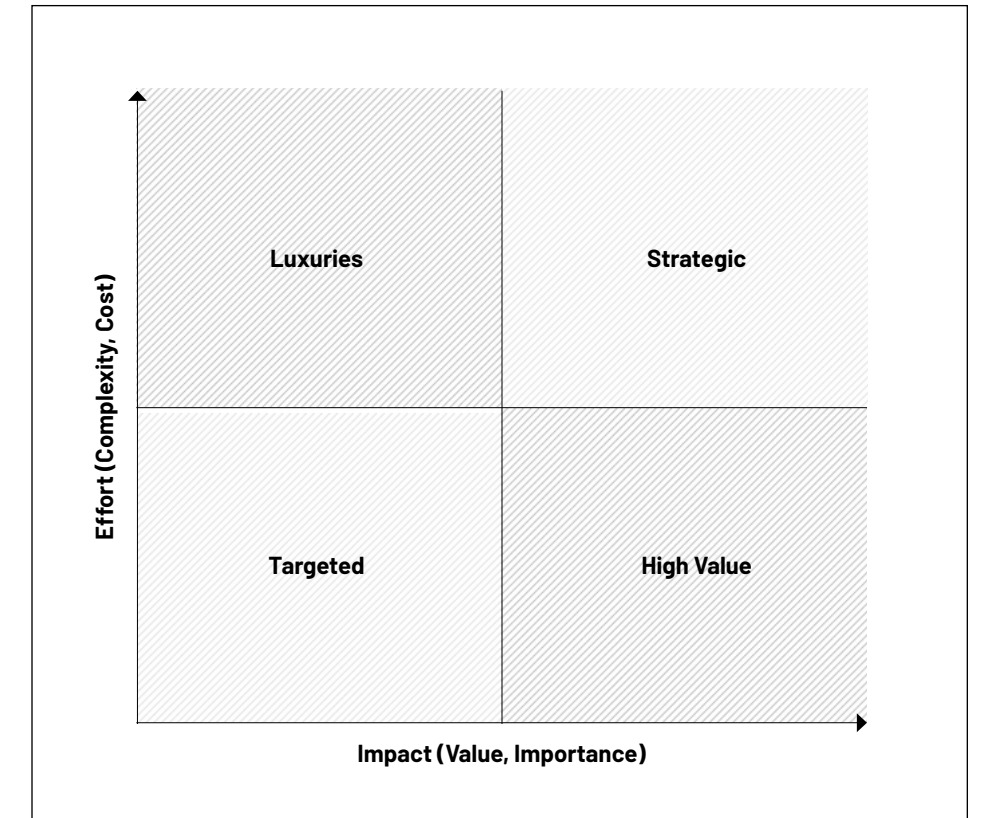 Luxuries
Strategic
Effort (Complexity, Cost)
Targeted
High Value
Impact (Value, Importance)